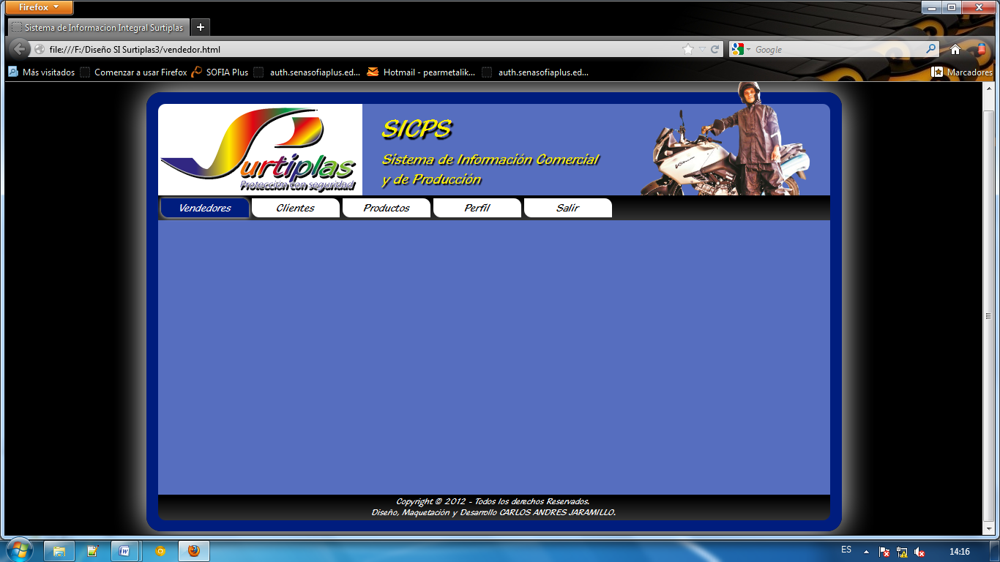 Firefox
Sistema de Informacion Integral Surtiplas
file:///F:/Diseño SI Surtiplas3/vendedor.html
Google
Más visitados
Comenzar a usar Firefox
SOFIA Plus
auth.senasofiaplus.ed...
Hotmail - pearmetalik...
auth.senasofiaplus.ed...
Marcadores
urtiplas
Protección con seguridad
SICPS
Sistema de Información Comercial
y de Producción
Vendedores
Clientes
Productos
Perfil
Salir
Copyright © 2012 - Todos los derechos Reservados.
Diseño, Maquetación y Desarrollo CARLOS ANDRES JARAMILLO.
ES
14:16